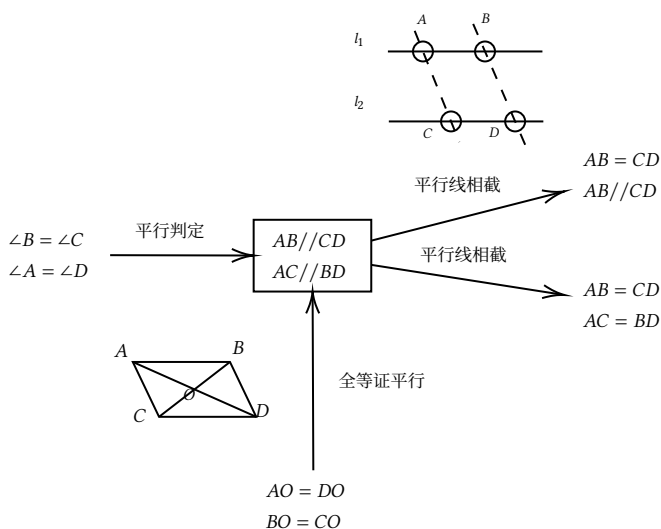 A
B
l₁
l₂
C
D
AB = CD
AB//CD
平行线相截
平行判定
∠B = ∠C
∠A = ∠D
AB//CD
AC//BD
平行线相截
AB = CD
AC = BD
A
B
O
C
D
全等证平行
AO = DO
BO = CO